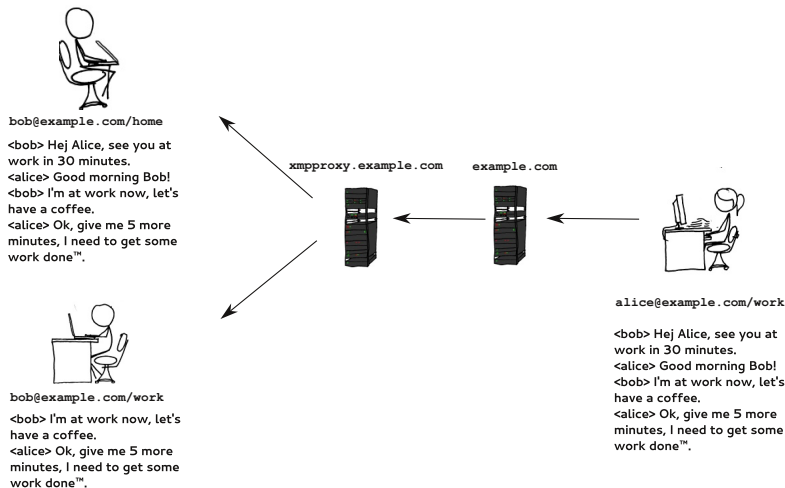 bob@example.com/home
<bob> Hej Alice, see you at
work in 30 minutes.
<alice> Good morning Bob!
<bob> I'm at work now, let's
have a coffee.
<alice> Ok, give me 5 more
minutes, I need to get some
work done™.
xmpproxy.example.com
example.com
bob@example.com/work
<bob> I'm at work now, let's
have a coffee.
<alice> Ok, give me 5 more
minutes, I need to get some
work done™.
alice@example.com/work
<bob> Hej Alice, see you at
work in 30 minutes.
<alice> Good morning Bob!
<bob> I'm at work now, let's
have a coffee.
<alice> Ok, give me 5 more
minutes, I need to get some
work done™.